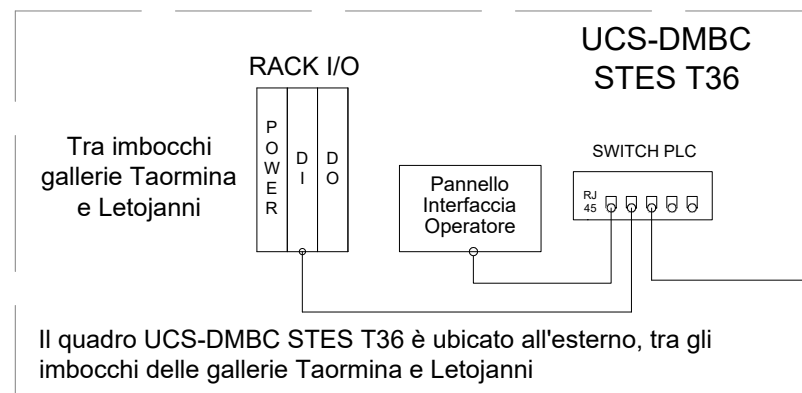 UCS-DMBC
STES T36
RACK I/O
Tra imbocchi
gallerie Taormina
e Letojanni
POWER
DI
DO
Pannello
Interfaccia
Operatore
SWITCH PLC
RJ
45
Il quadro UCS-DMBC STES T36 è ubicato all'esterno, tra gli
imbocchi delle gallerie Taormina e Letojanni